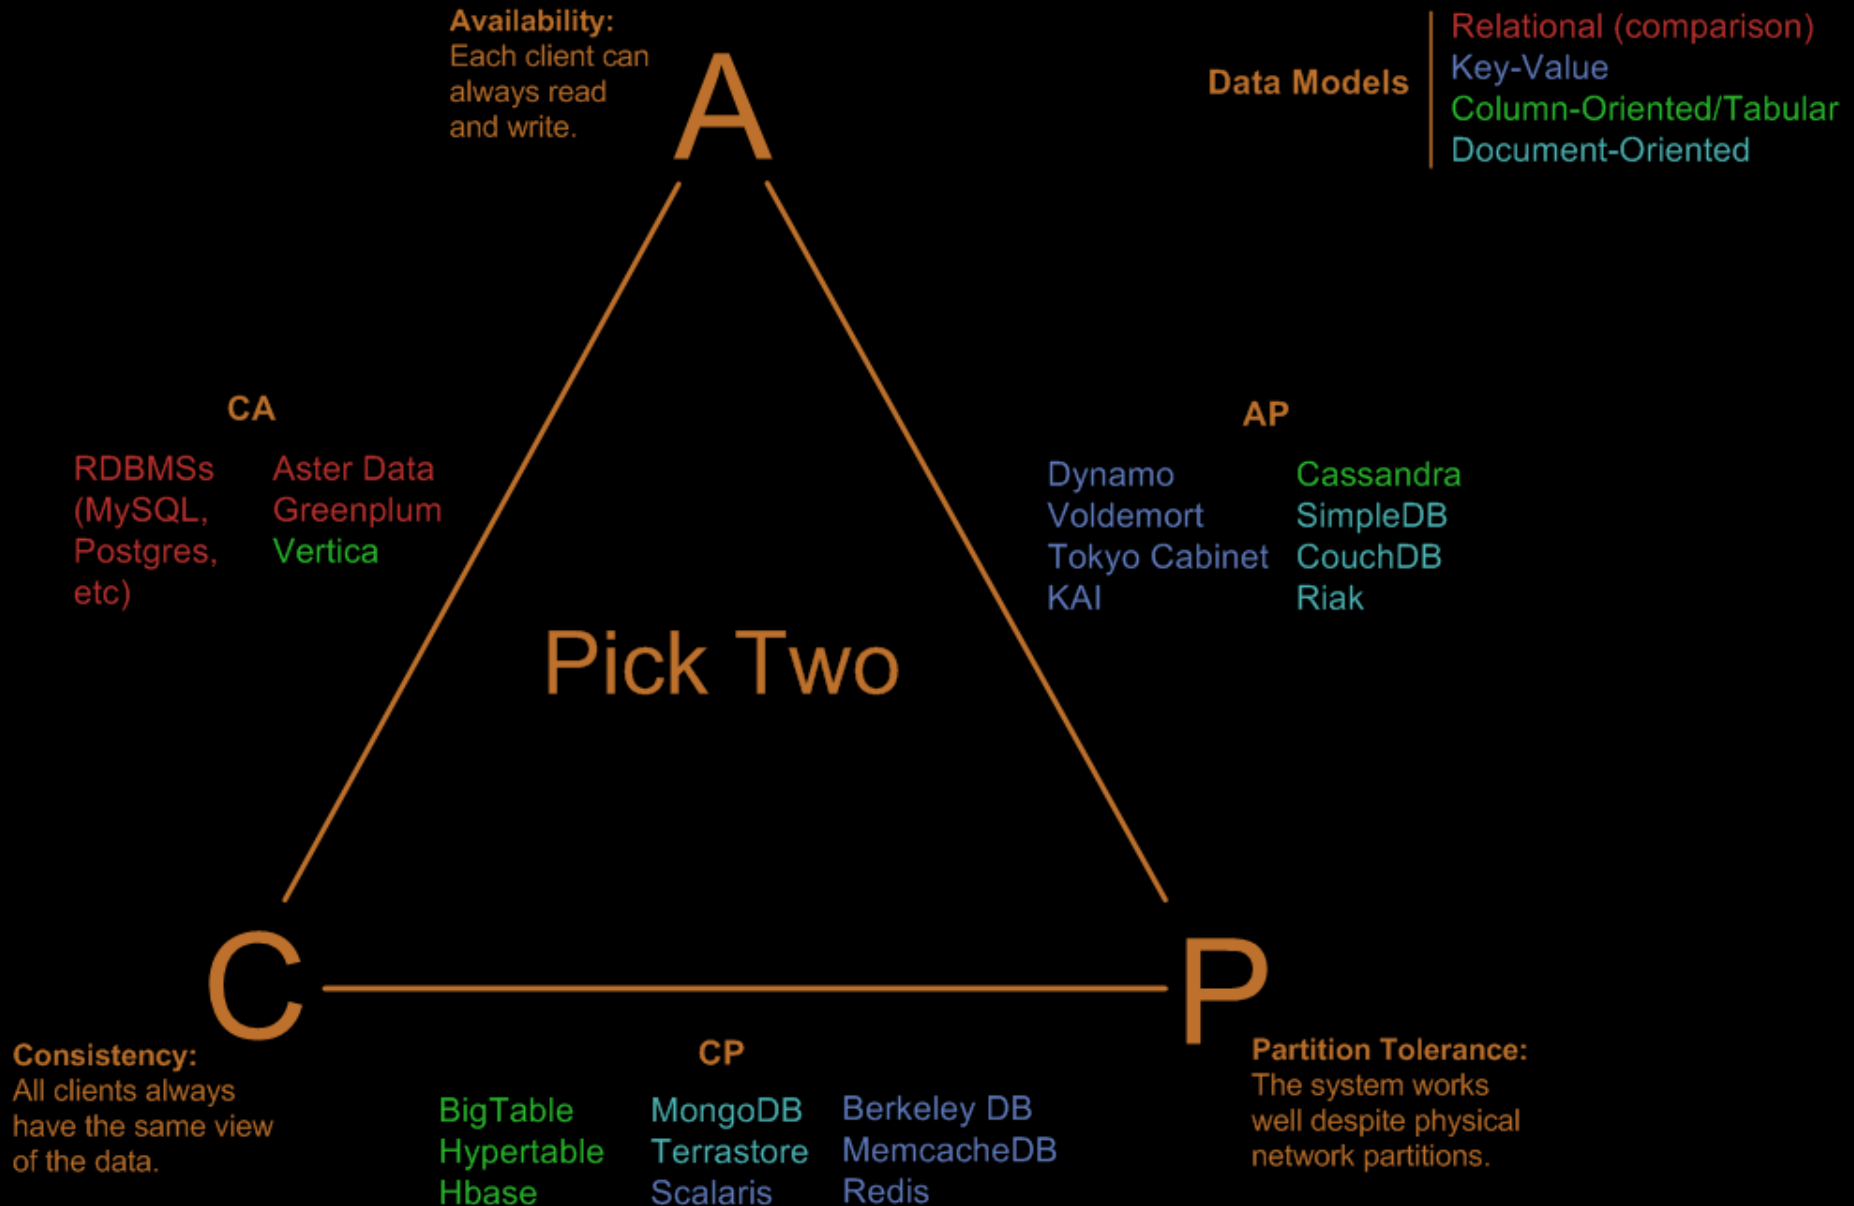 Availability:
Each client can
always read
and write.
A
Data Models
Relational (comparison)
Key-Value
Column-Oriented/Tabular
Document-Oriented
CA
RDBMSs
(MySQL,
Postgres,
etc)
Aster Data
Greenplum
Vertica
AP
Dynamo
Voldemort
Tokyo Cabinet
KAI
Cassandra
SimpleDB
CouchDB
Riak
Pick Two
C
P
Consistency:
All clients always
have the same view
of the data.
CP
BigTable
Hypertable
Hbase
MongoDB
Terrastore
Scalaris
Berkeley DB
MemcacheDB
Redis
Partition Tolerance:
The system works
well despite physical
network partitions.